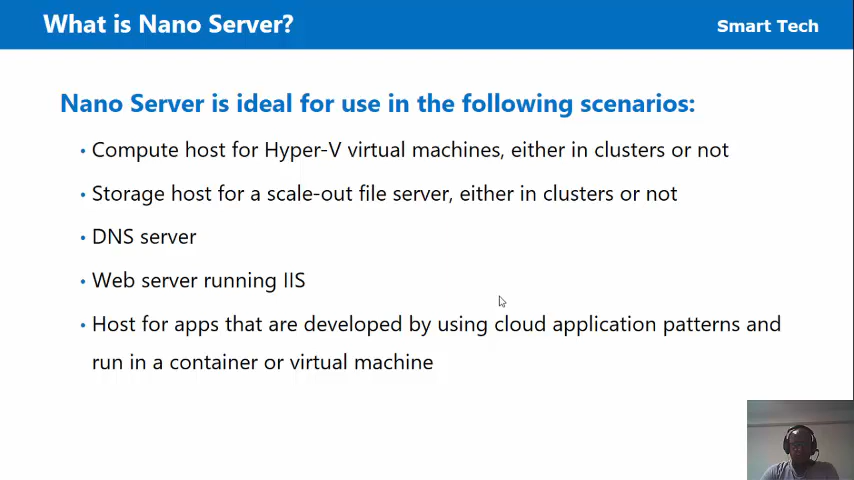 What is Nano Server?
Smart Tech
Nano Server is ideal for use in the following scenarios:
• Compute host for Hyper-V virtual machines, either in clusters or not
• Storage host for a scale-out file server, either in clusters or not
• DNS server
• Web server running IIS
• Host for apps that are developed by using cloud application patterns and
run in a container or virtual machine